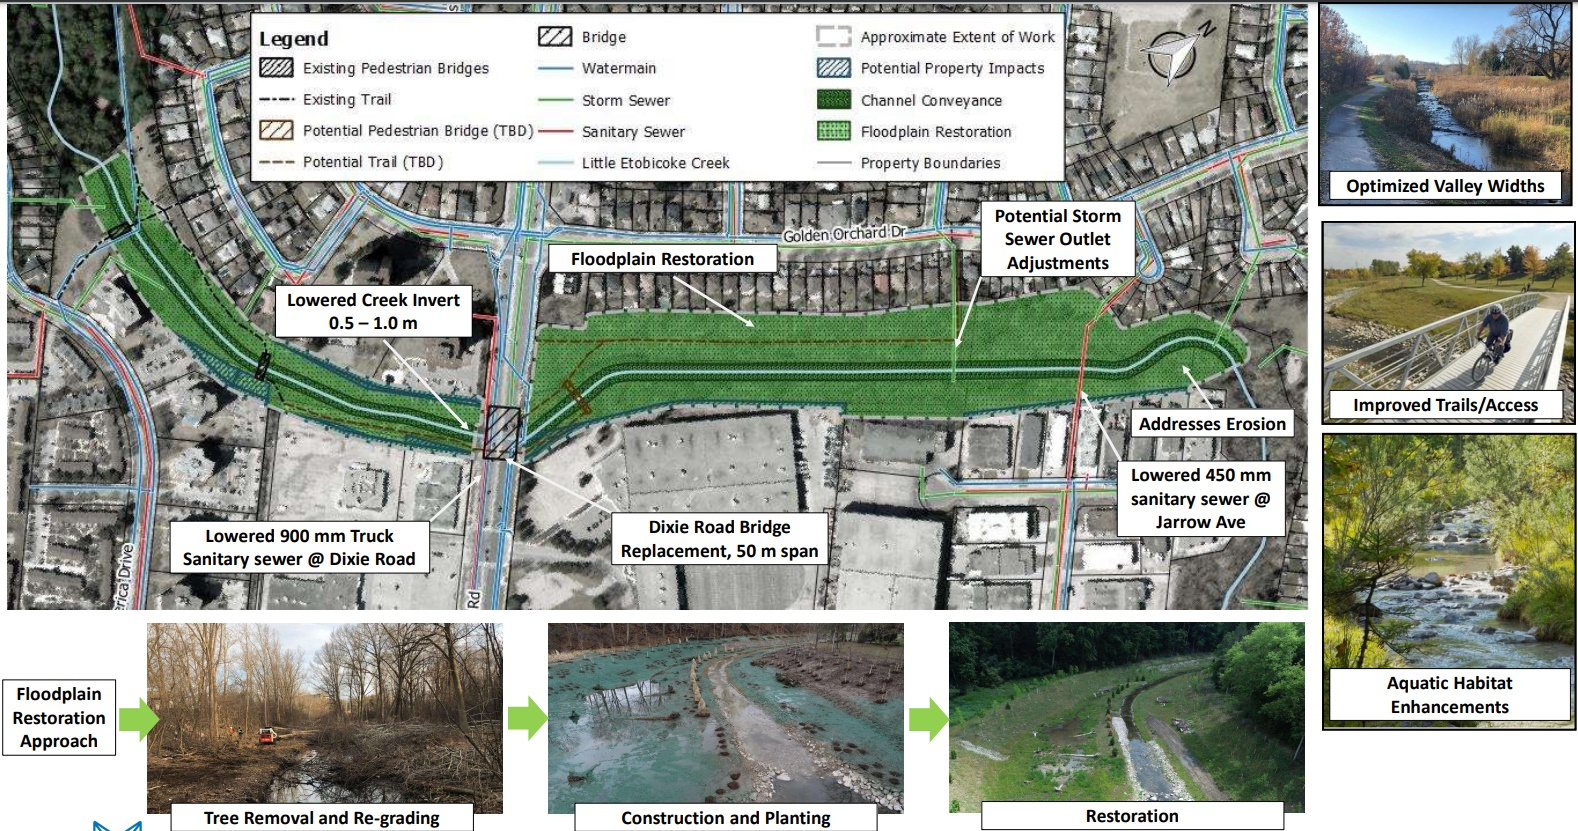 Legend
Existing Pedestrian Bridges
Existing Trail
Potential Pedestrian Bridge (TBD)
Potential Trail (TBD)
Bridge
Watermain
Storm Sewer
Sanitary Sewer
Little Etobicoke Creek
Approximate Extent of Work
Potential Property Impacts
Channel Conveyance
Floodplain Restoration
Property Boundaries
N
Golden Orchard Dr
Potential Storm
Sewer Outlet
Adjustments
Floodplain Restoration
Lowered Creek Invert
0.5 – 1.0 m
Addresses Erosion
Lowered 450 mm
sanitary sewer @
Jarrow Ave
Dixie Road Bridge
Replacement, 50 m span
Lowered 900 mm Truck
Sanitary sewer @ Dixie Road
erica Drive
Rd
Optimized Valley Widths
Improved Trails/Access
Aquatic Habitat
Enhancements
Floodplain
Restoration
Approach
Tree Removal and Re-grading
Construction and Planting
Restoration